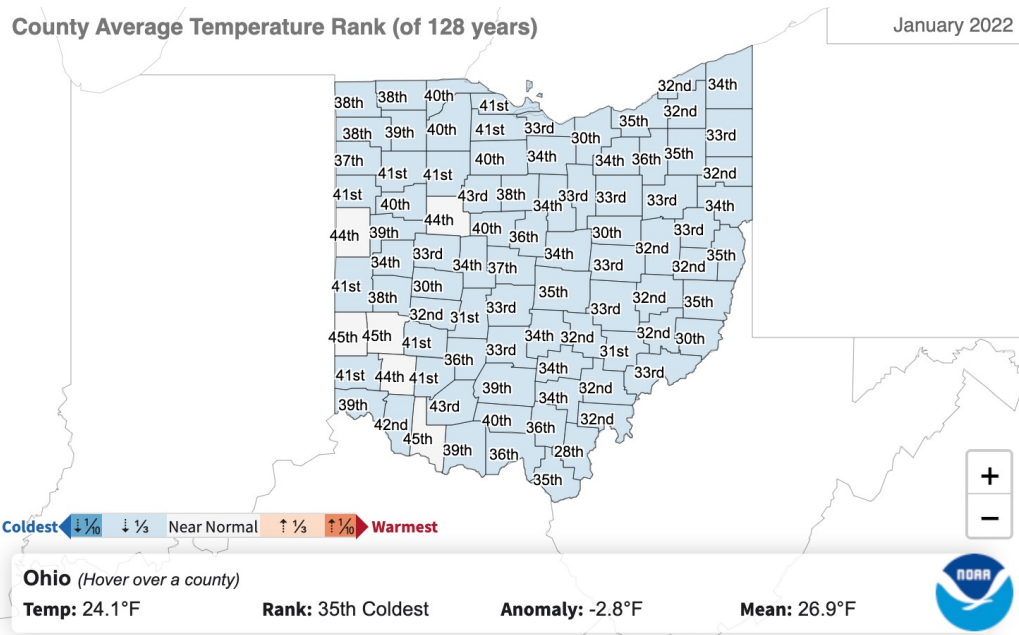 County Average Temperature Rank (of 128 years)
January 2022
32nd 34th
38th 38th 40th 41st 32nd
35th
38th 39th 40th 41st 33rd 30th 33rd
37th 40th 34th 34th 36th 35th
41st 41st 32nd
41st 40th 43rd 38th 34th 33rd 33rd 33rd 34th
44th 39th 44th 40th 36th 30th 33rd
34th 33rd 34th 37th 34th 33rd 32nd 32nd 35th
41st 38th 30th 35th 32nd 35th
32nd 31st 33rd 33rd
45th 45th 41st 33rd 34th 32nd 31st 32nd 30th
36th
41st 44th 41st 39th 34th 32nd 33rd
39th 43rd 34th
42nd 45th 40th 36th 32nd
39th 36th 28th
35th
+
−
Coldest ⇣ 1/10 ⇣ 1/3 Near Normal ⇡ 1/3 ⇡ 1/10 Warmest
Ohio (Hover over a county)
Temp: 24.1°F Rank: 35th Coldest Anomaly: -2.8°F Mean: 26.9°F
NOAA